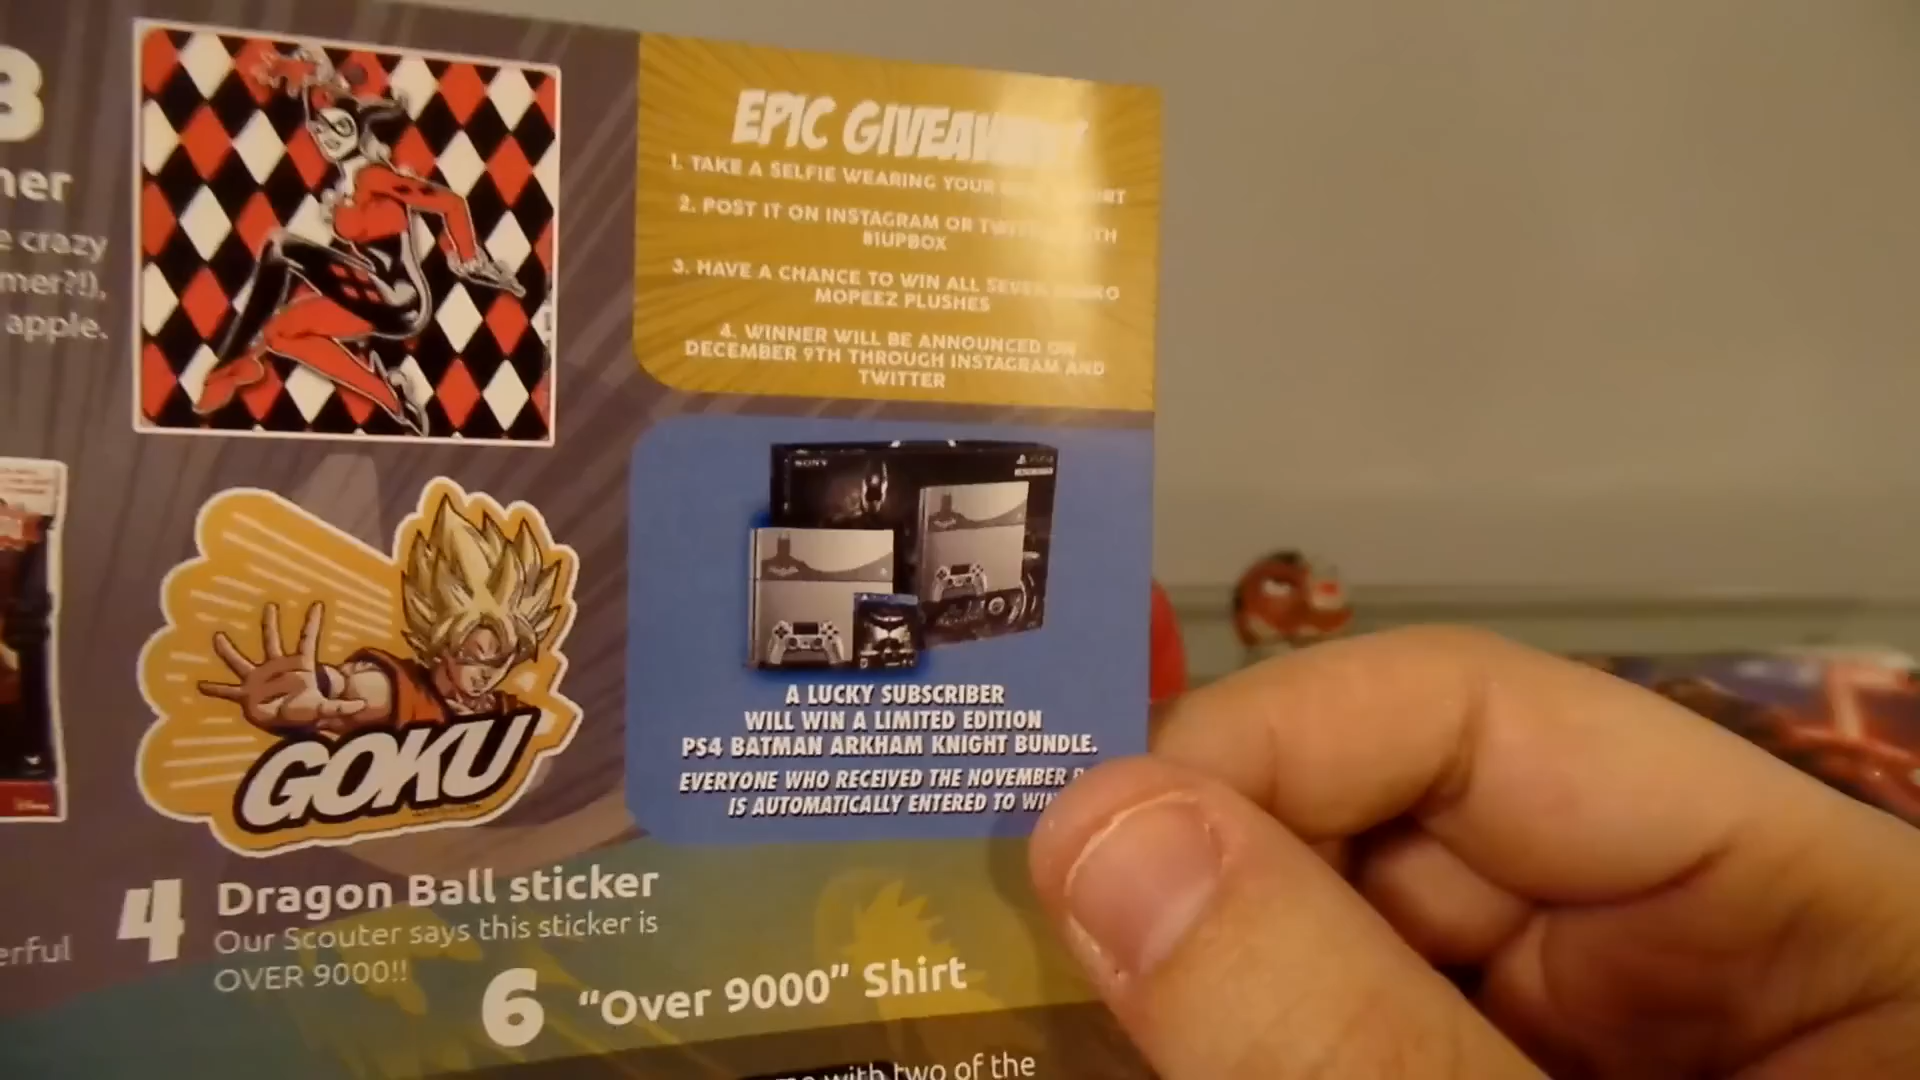 3
ner
e crazy
mer?!),
apple.
EPIC GIVEAWAY
1. TAKE A SELFIE WEARING YOUR
2. POST IT ON INSTAGRAM OR
#1UPBOX
3. HAVE A CHANCE TO WIN ALL SEVEN
MOPEEZ PLUSHES
4. WINNER WILL BE ANNOUNCED ON
DECEMBER 9TH THROUGH INSTAGRAM AND
TWITTER
SONY
PS4
A LUCKY SUBSCRIBER
WILL WIN A LIMITED EDITION
PS4 BATMAN ARKHAM KNIGHT BUNDLE.
EVERYONE WHO RECEIVED THE NOVEMBER
IS AUTOMATICALLY ENTERED TO WIN
GOKU
erful
4 Dragon Ball sticker
Our Scouter says this sticker is
OVER 9000!!
6 "Over 9000" Shirt
with two of the